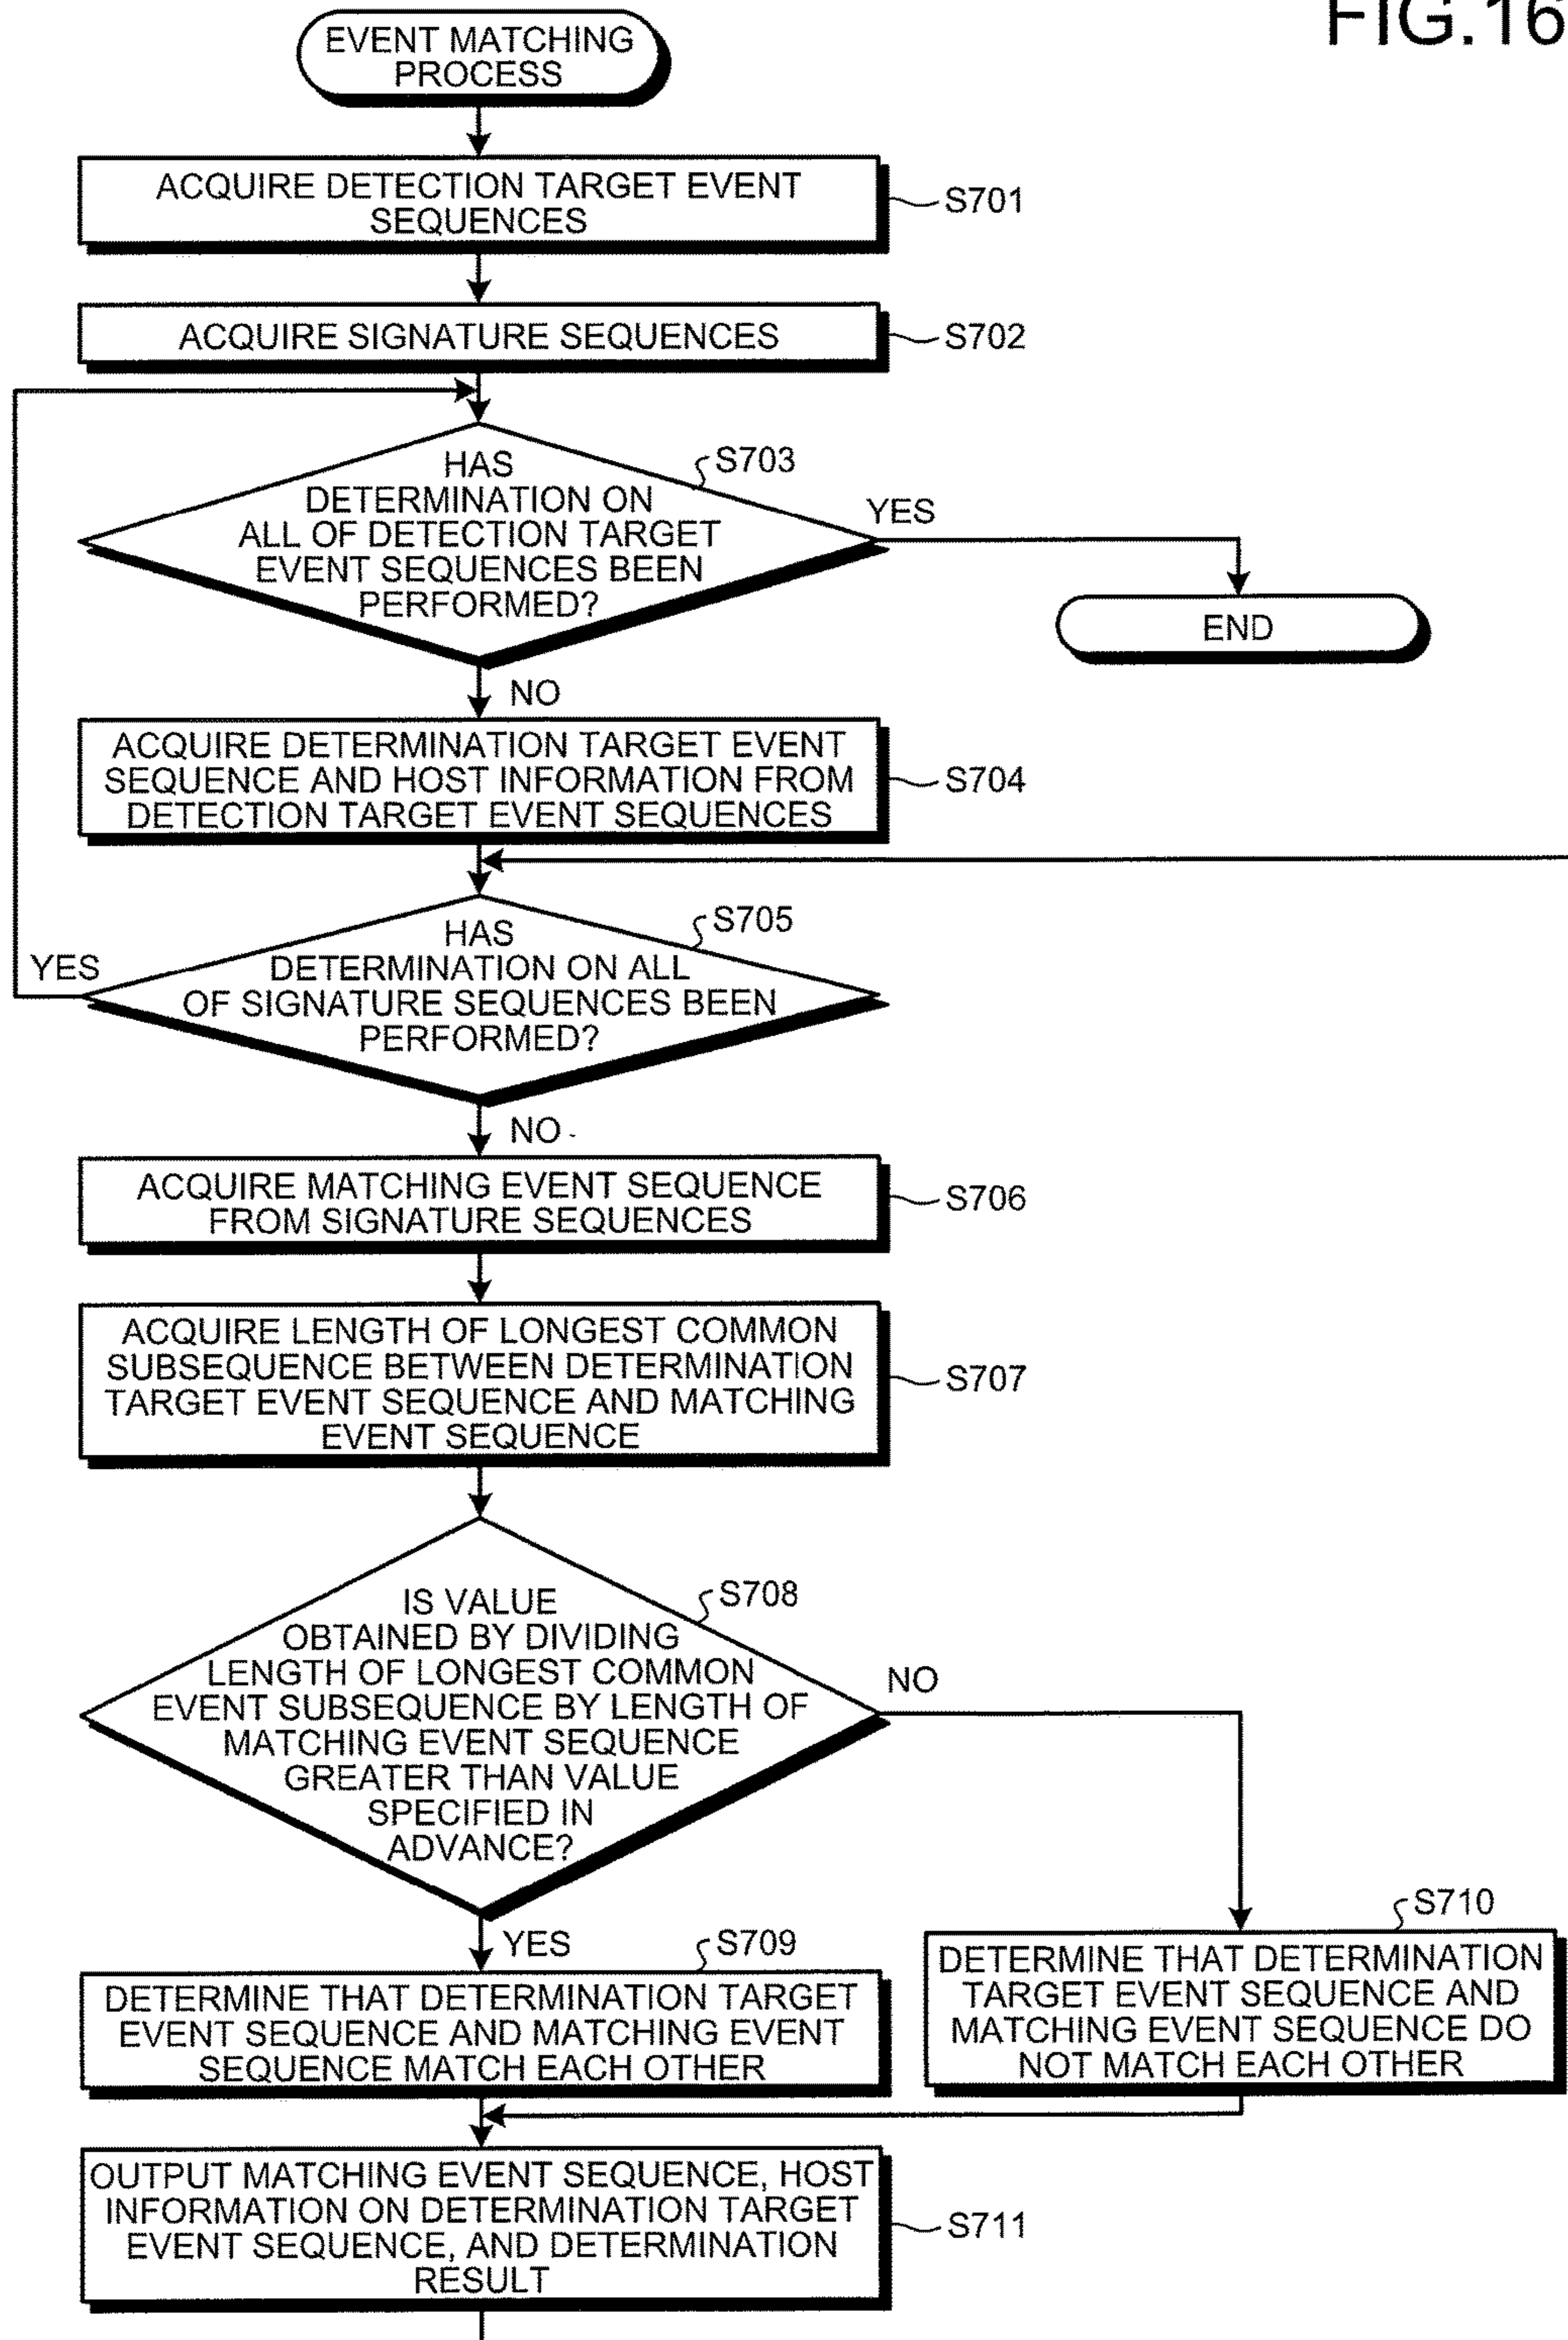 FIG.16
EVENT MATCHING
PROCESS
ACQUIRE DETECTION TARGET EVENT
SEQUENCES
S701
ACQUIRE SIGNATURE SEQUENCES
S702
S703
HAS
DETERMINATION ON
ALL OF DETECTION TARGET
EVENT SEQUENCES BEEN
PERFORMED?
YES
END
NO
ACQUIRE DETERMINATION TARGET EVENT
SEQUENCE AND HOST INFORMATION FROM
DETECTION TARGET EVENT SEQUENCES
S704
S705
HAS
DETERMINATION ON ALL
OF SIGNATURE SEQUENCES BEEN
PERFORMED?
YES
NO
ACQUIRE MATCHING EVENT SEQUENCE
FROM SIGNATURE SEQUENCES
S706
ACQUIRE LENGTH OF LONGEST COMMON
SUBSEQUENCE BETWEEN DETERMINATION
TARGET EVENT SEQUENCE AND MATCHING
EVENT SEQUENCE
S707
S708
IS VALUE
OBTAINED BY DIVIDING
LENGTH OF LONGEST COMMON
EVENT SUBSEQUENCE BY LENGTH OF
MATCHING EVENT SEQUENCE
GREATER THAN VALUE
SPECIFIED IN
ADVANCE?
NO
YES
S709
DETERMINE THAT DETERMINATION TARGET
EVENT SEQUENCE AND MATCHING EVENT
SEQUENCE MATCH EACH OTHER
S710
DETERMINE THAT DETERMINATION
TARGET EVENT SEQUENCE AND
MATCHING EVENT SEQUENCE DO
NOT MATCH EACH OTHER
OUTPUT MATCHING EVENT SEQUENCE, HOST
INFORMATION ON DETERMINATION TARGET
EVENT SEQUENCE, AND DETERMINATION
RESULT
S711